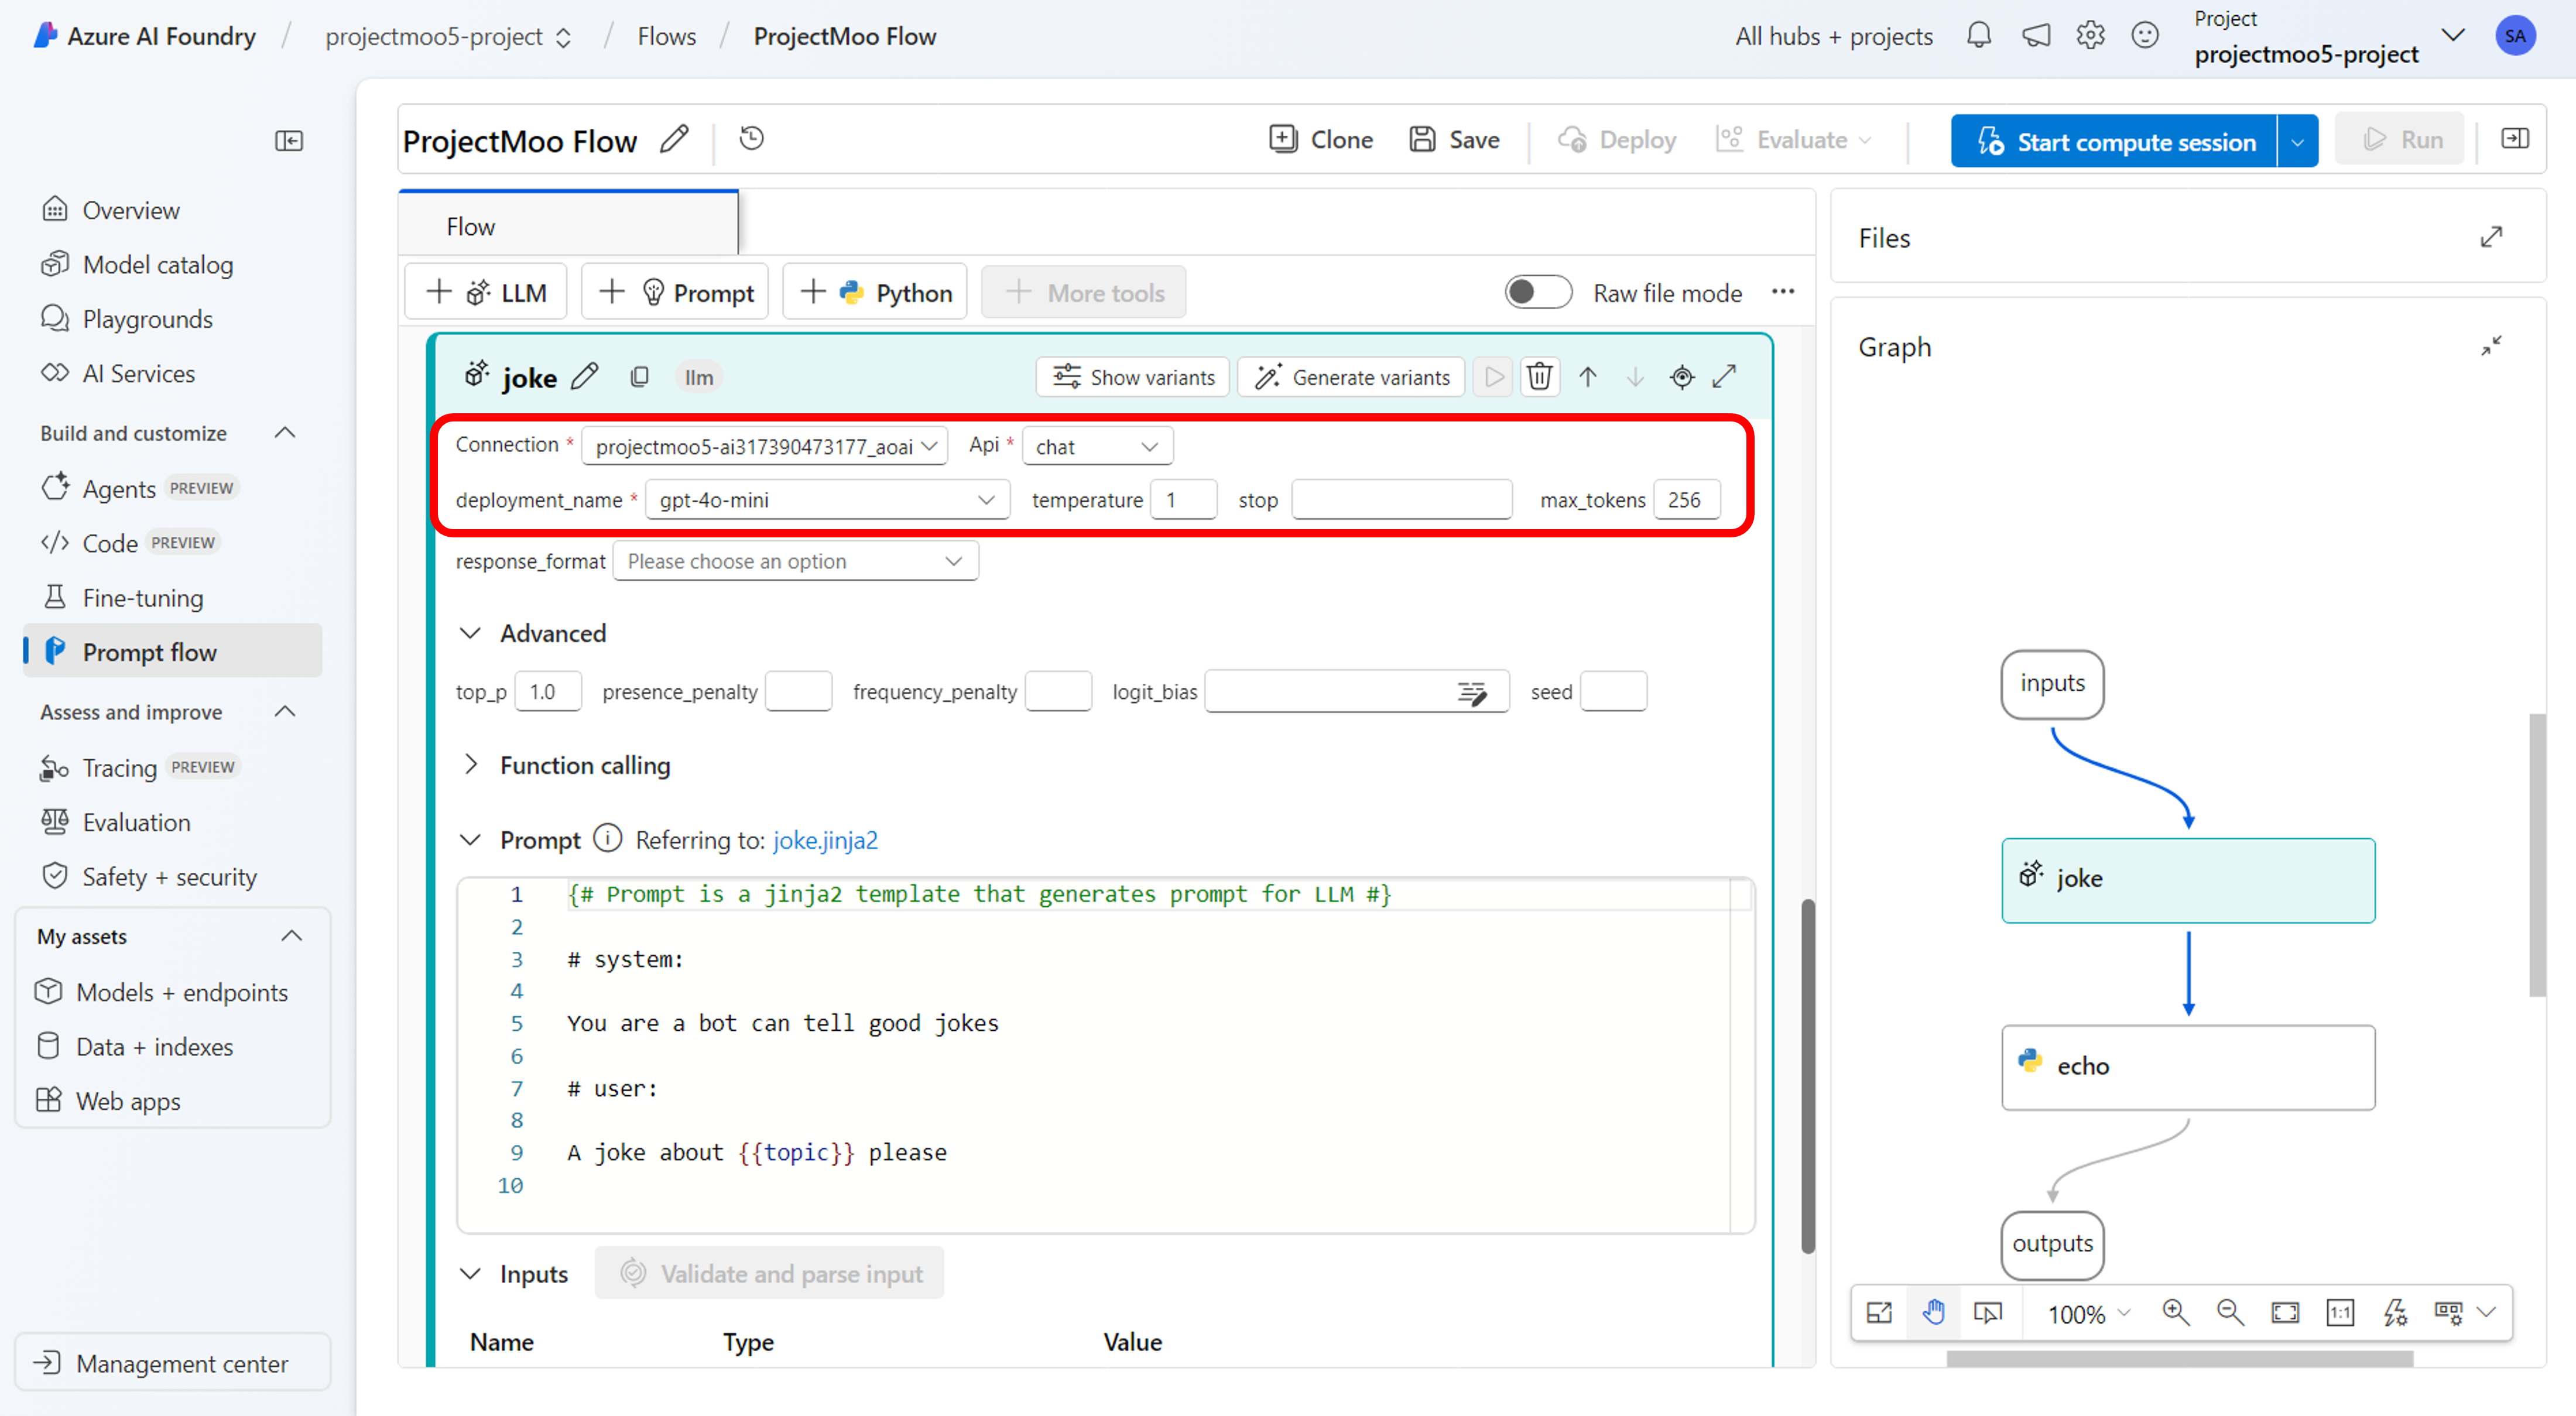 Azure AI Foundry / projectmoo5-project / Flows / ProjectMoo Flow
All hubs + projects
Project
projectmoo5-project
SA
Overview
Model catalog
Playgrounds
AI Services
Build and customize
Agents PREVIEW
Code PREVIEW
Fine-tuning
Prompt flow
Assess and improve
Tracing PREVIEW
Evaluation
Safety + security
My assets
Models + endpoints
Data + indexes
Web apps
Management center
ProjectMoo Flow
Clone Save Deploy Evaluate Start compute session Run
Flow
LLM Prompt Python More tools Raw file mode
joke llm Show variants Generate variants
Connection * projectmoo5-ai317390473177_aoai Api * chat
deployment_name * gpt-4o-mini temperature 1 stop max_tokens 256
response_format Please choose an option
Advanced
top_p 1.0 presence_penalty frequency_penalty logit_bias seed
Function calling
Prompt Referring to: joke.jinja2
1 {# Prompt is a jinja2 template that generates prompt for LLM #}
2
3 # system:
4
5 You are a bot can tell good jokes
6
7 # user:
8
9 A joke about {{topic}} please
10
Inputs Validate and parse input
Name Type Value
Files
Graph
inputs
joke
echo
outputs
100% 1:1